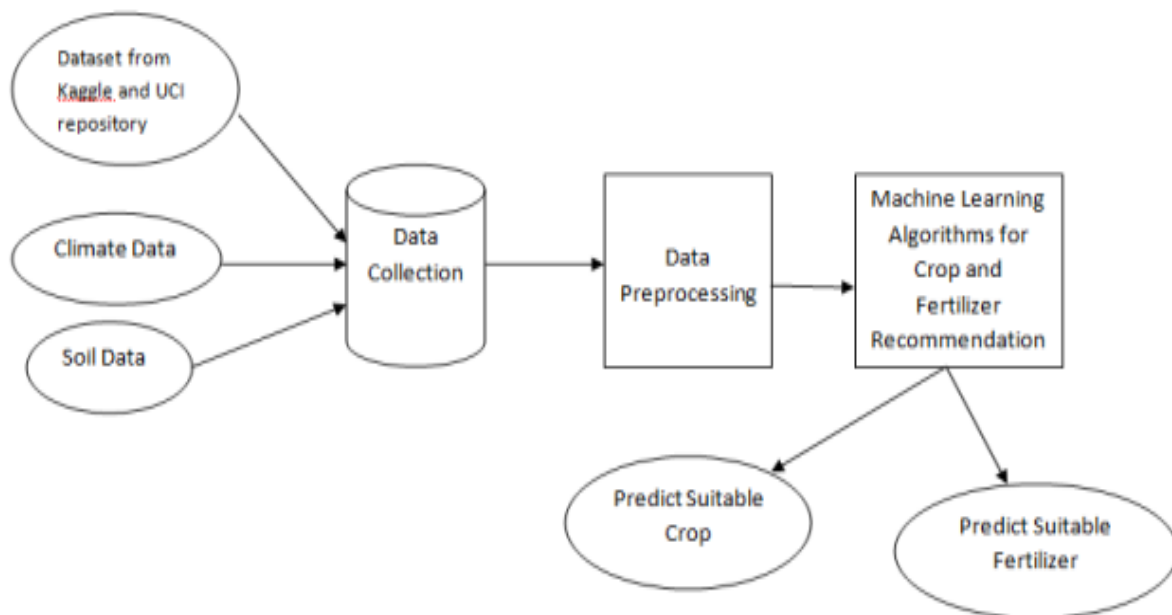 Dataset from
Kaggle and UCI
repository
Climate Data
Soil Data
Data
Collection
Data
Preprocessing
Machine Learning
Algorithms for
Crop and
Fertilizer
Recommendation
Predict Suitable
Crop
Predict Suitable
Fertilizer